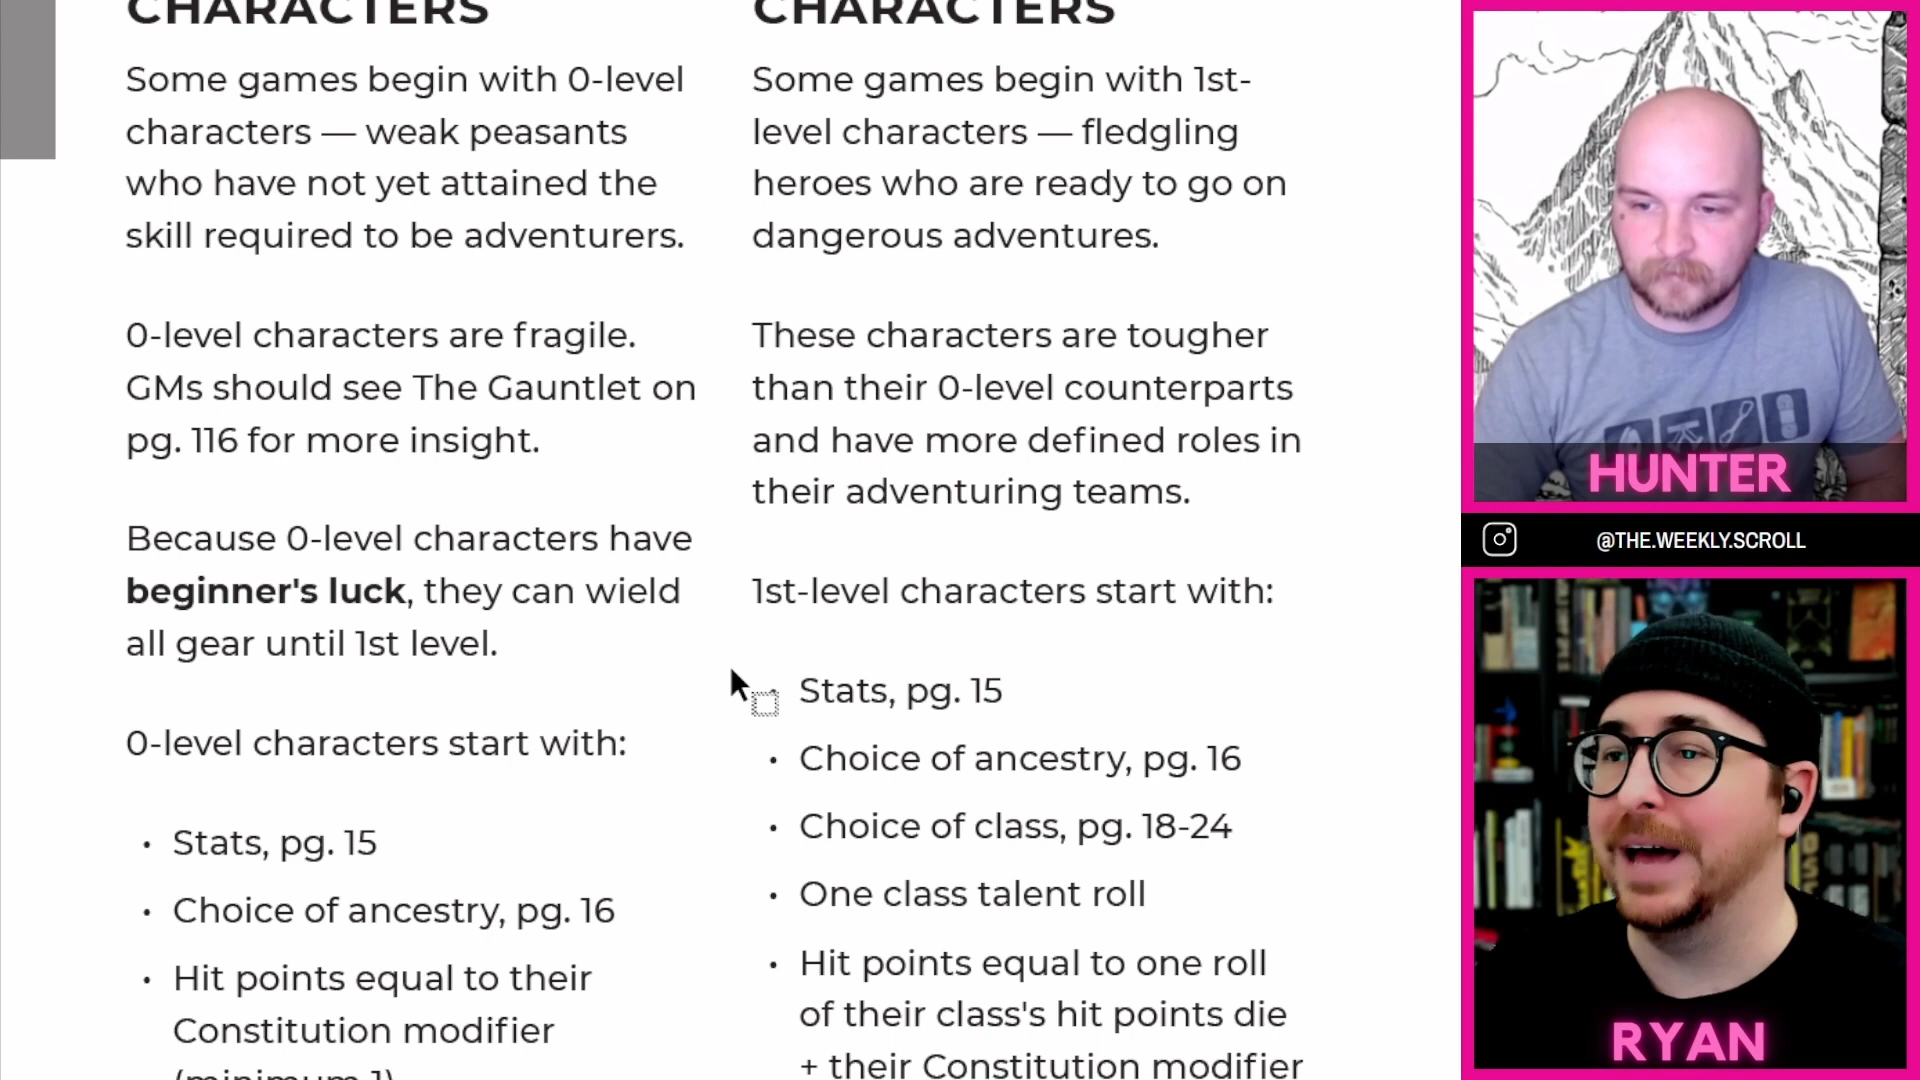 CHARACTERS
Some games begin with 0-level
characters — weak peasants
who have not yet attained the
skill required to be adventurers.
0-level characters are fragile.
GMs should see The Gauntlet on
pg. 116 for more insight.
Because 0-level characters have
beginner's luck, they can wield
all gear until 1st level.
0-level characters start with:
• Stats, pg. 15
• Choice of ancestry, pg. 16
• Hit points equal to their
Constitution modifier
(minimum 1)
CHARACTERS
Some games begin with 1st-
level characters — fledgling
heroes who are ready to go on
dangerous adventures.
These characters are tougher
than their 0-level counterparts
and have more defined roles in
their adventuring teams.
1st-level characters start with:
Stats, pg. 15
• Choice of ancestry, pg. 16
• Choice of class, pg. 18-24
• One class talent roll
• Hit points equal to one roll
of their class's hit points die
+ their Constitution modifier
HUNTER
@THE.WEEKLY.SCROLL
RYAN